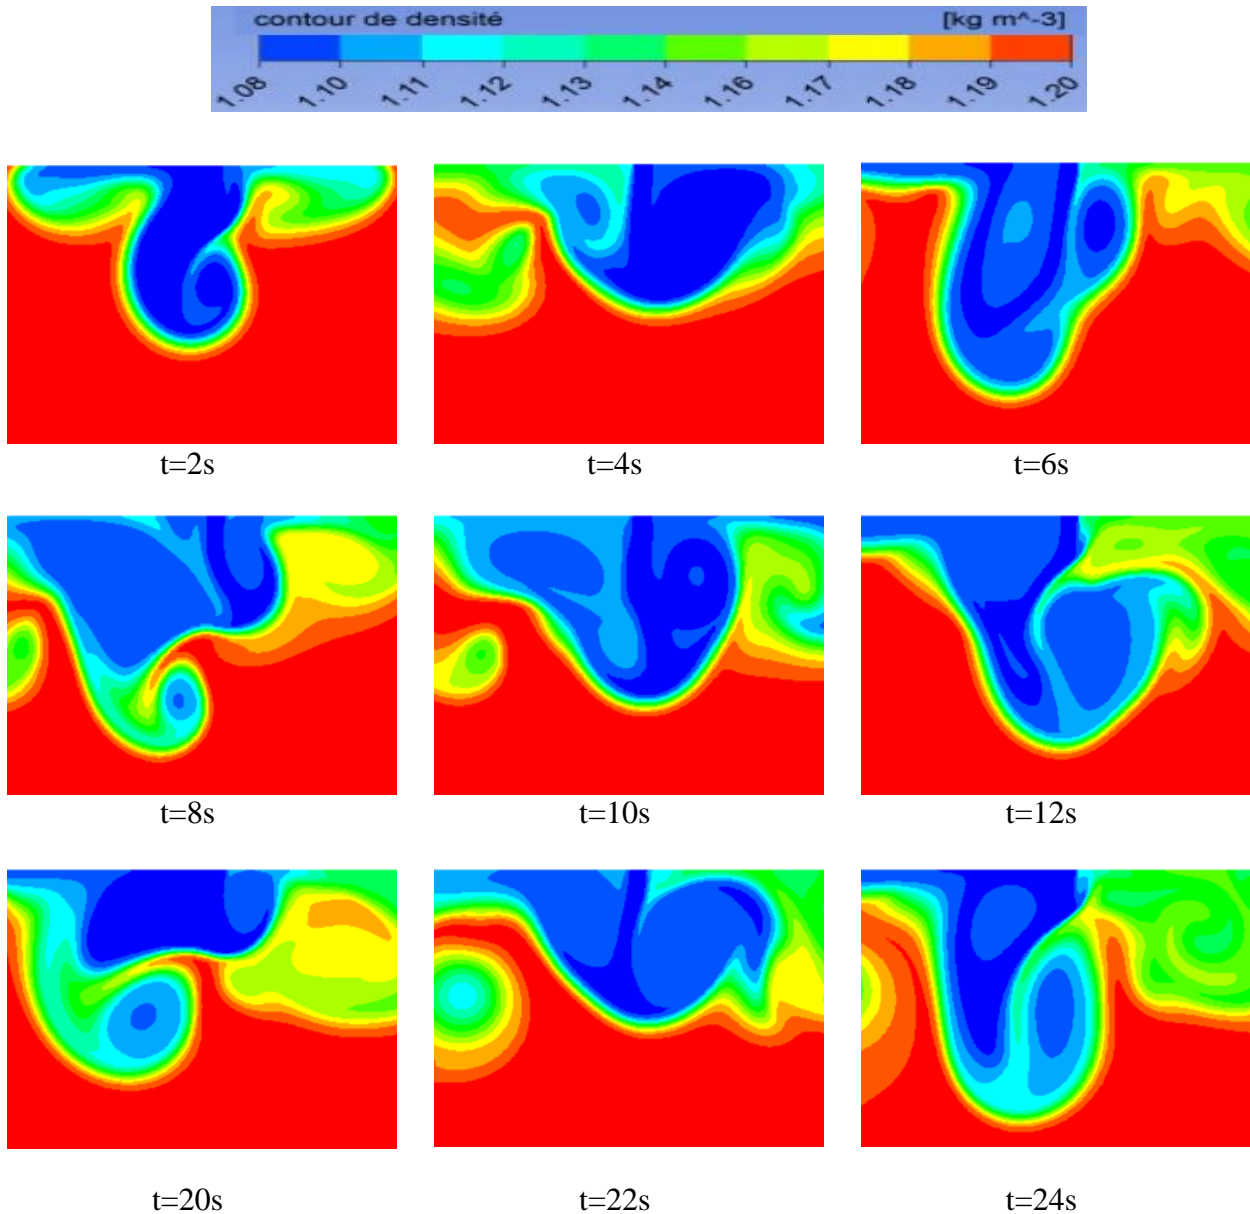 contour de densité [kg m^-3]
1.08 1.10 1.11 1.12 1.13 1.14 1.16 1.17 1.18 1.19 1.20
t=2s t=4s t=6s
t=8s t=10s t=12s
t=20s t=22s t=24s